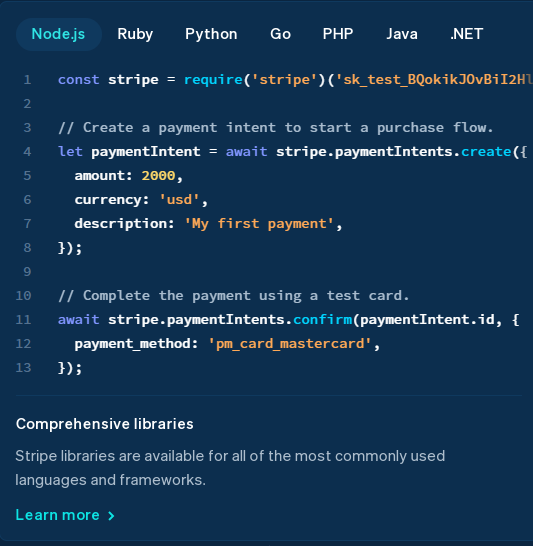 Node.js Ruby Python Go PHP Java .NET
1 const stripe = require('stripe')('sk_test_BQokikJOvBiI2Hl
2
3 // Create a payment intent to start a purchase flow.
4 let paymentIntent = await stripe.paymentIntents.create({
5 amount: 2000,
6 currency: 'usd',
7 description: 'My first payment',
8 });
9
10 // Complete the payment using a test card.
11 await stripe.paymentIntents.confirm(paymentIntent.id, {
12 payment_method: 'pm_card_mastercard',
13 });
Comprehensive libraries
Stripe libraries are available for all of the most commonly used
languages and frameworks.
Learn more